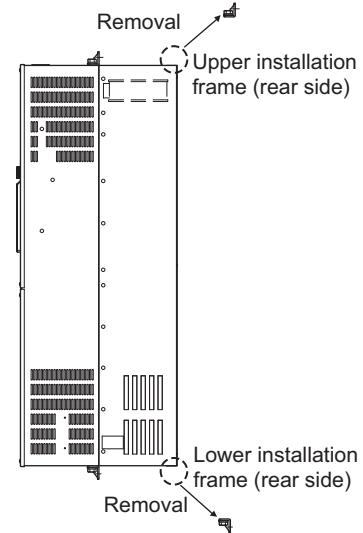 Removal
Upper installation
frame (rear side)
Lower installation
frame (rear side)
Removal